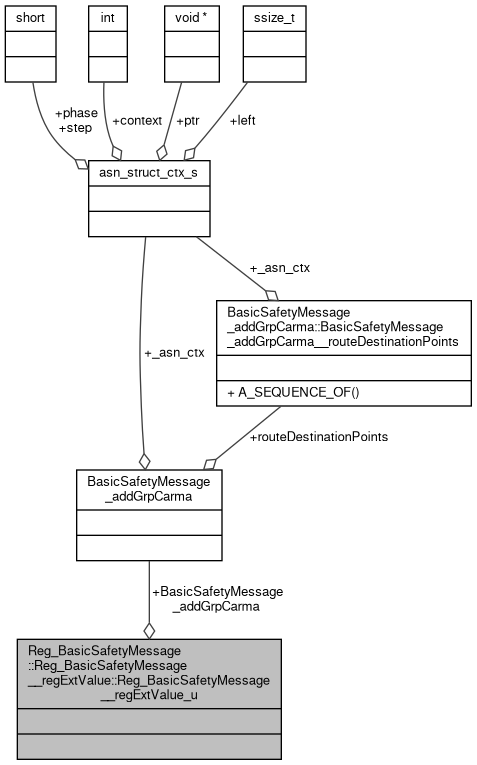 short
int
void *
ssize_t
+phase
+step
+context
+ptr
+left
asn_struct_ctx_s
+_asn_ctx
BasicSafetyMessage
_addGrpCarma::BasicSafetyMessage
_addGrpCarma__routeDestinationPoints
+ A_SEQUENCE_OF()
+_asn_ctx
+routeDestinationPoints
BasicSafetyMessage
_addGrpCarma
+BasicSafetyMessage
_addGrpCarma
Reg_BasicSafetyMessage
::Reg_BasicSafetyMessage
__regExtValue::Reg_BasicSafetyMessage
__regExtValue_u